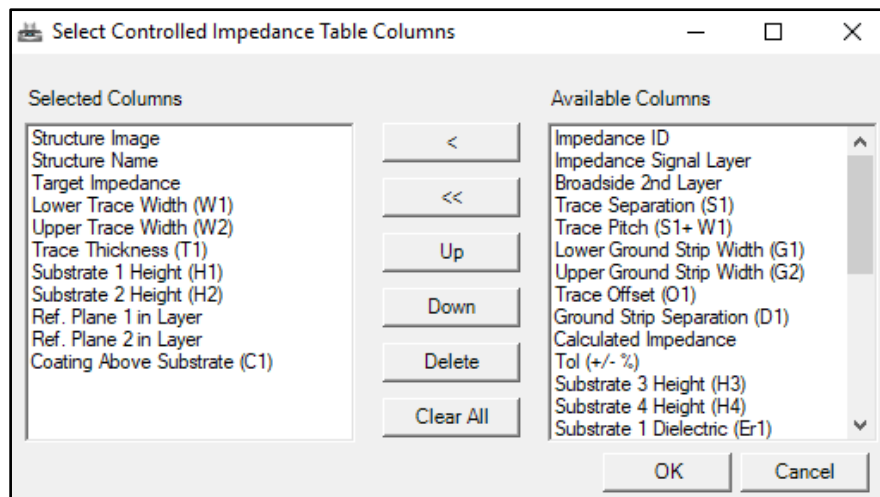 Select Controlled Impedance Table Columns
Selected Columns
Structure Image
Structure Name
Target Impedance
Lower Trace Width (W1)
Upper Trace Width (W2)
Trace Thickness (T1)
Substrate 1 Height (H1)
Substrate 2 Height (H2)
Ref. Plane 1 in Layer
Ref. Plane 2 in Layer
Coating Above Substrate (C1)
<
<<
Up
Down
Delete
Clear All
Available Columns
Impedance ID
Impedance Signal Layer
Broadside 2nd Layer
Trace Separation (S1)
Trace Pitch (S1+ W1)
Lower Ground Strip Width (G1)
Upper Ground Strip Width (G2)
Trace Offset (O1)
Ground Strip Separation (D1)
Calculated Impedance
Tol (+/- %)
Substrate 3 Height (H3)
Substrate 4 Height (H4)
Substrate 1 Dielectric (Er1)
OK
Cancel